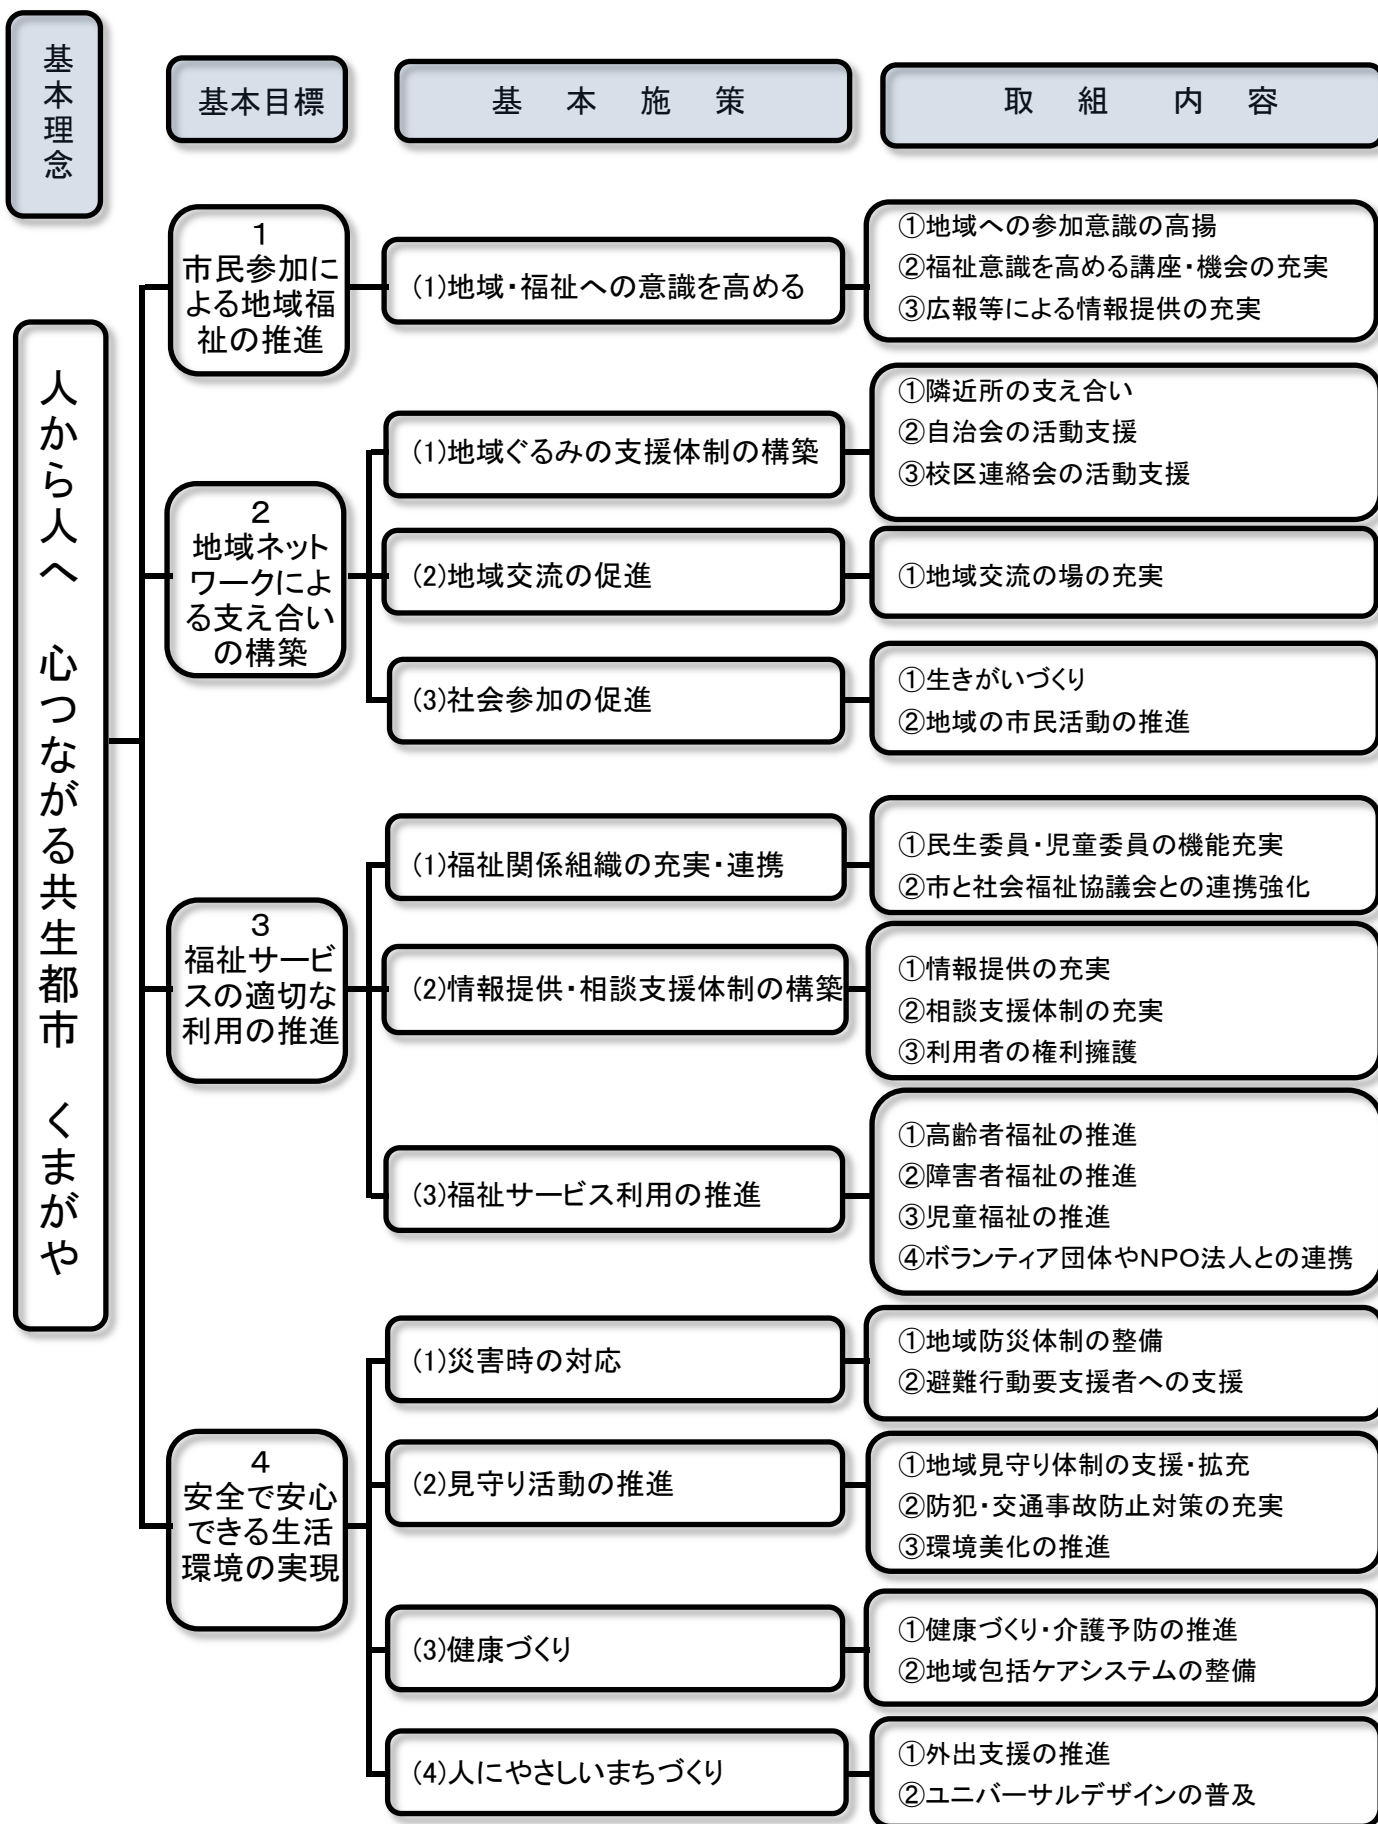 基本理念
基本目標
基本施策
取組内容
人から人へ 心つながる共生都市 くまがや
1
市民参加に
よる地域福
祉の推進
(1)地域・福祉への意識を高める
①地域への参加意識の高揚
②福祉意識を高める講座・機会の充実
③広報等による情報提供の充実
2
地域ネット
ワークによ
る支え合い
の構築
(1)地域ぐるみの支援体制の構築
①隣近所の支え合い
②自治会の活動支援
③校区連絡会の活動支援
(2)地域交流の促進
①地域交流の場の充実
(3)社会参加の促進
①生きがいづくり
②地域の市民活動の推進
3
福祉サービ
スの適切な
利用の推進
(1)福祉関係組織の充実・連携
①民生委員・児童委員の機能充実
②市と社会福祉協議会との連携強化
(2)情報提供・相談支援体制の構築
①情報提供の充実
②相談支援体制の充実
③利用者の権利擁護
(3)福祉サービス利用の推進
①高齢者福祉の推進
②障害者福祉の推進
③児童福祉の推進
④ボランティア団体やNPO法人との連携
4
安全で安心
できる生活
環境の実現
(1)災害時の対応
①地域防災体制の整備
②避難行動要支援者への支援
(2)見守り活動の推進
①地域見守り体制の支援・拡充
②防犯・交通事故防止対策の充実
③環境美化の推進
(3)健康づくり
①健康づくり・介護予防の推進
②地域包括ケアシステムの整備
(4)人にやさしいまちづくり
①外出支援の推進
②ユニバーサルデザインの普及